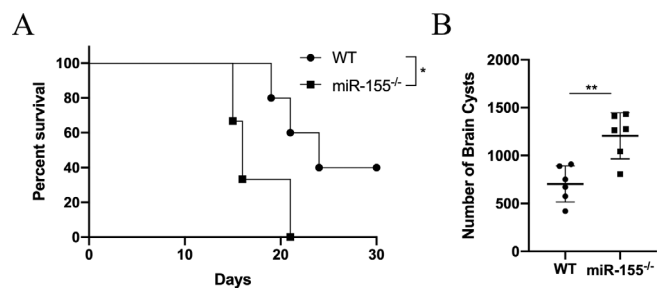 A
100
80
60
40
20
0
Percent survival
0 10 20 30
Days
WT
miR-155-/-
*
B
2000
1500
1000
500
0
Number of Brain Cysts
**
WT miR-155-/-